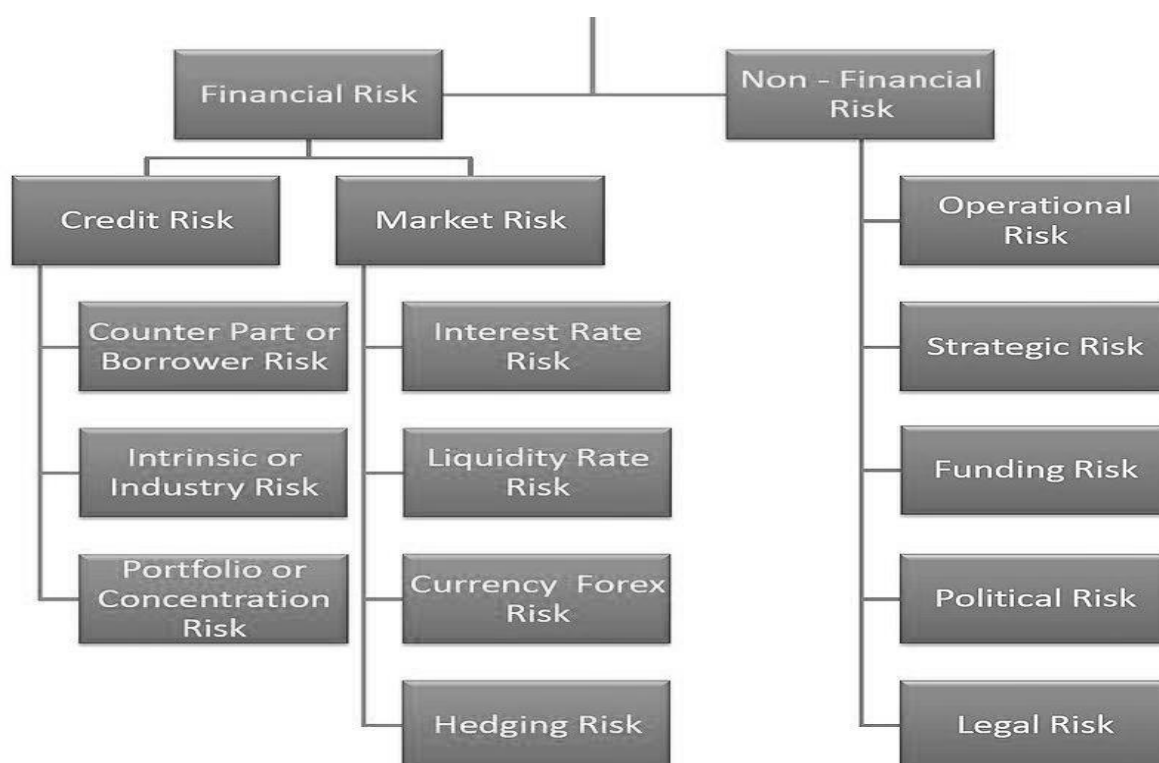 Financial Risk
Non - Financial
Risk
Credit Risk
Market Risk
Operational
Risk
Counter Part or
Borrower Risk
Interest Rate
Risk
Strategic Risk
Intrinsic or
Industry Risk
Liquidity Rate
Risk
Funding Risk
Portfolio or
Concentration
Risk
Currency Forex
Risk
Political Risk
Hedging Risk
Legal Risk